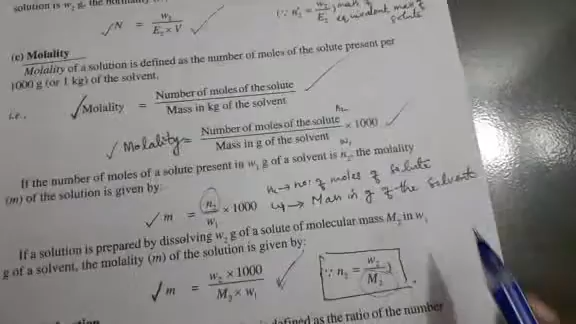 solution is w₂ g, the
N = w₂ / E₂ × V
(∵ n₂ = w₂ / E₂ → mass of solute / equivalent mass of solute
(c) Molality
Molality of a solution is defined as the number of moles of the solute present per
1000 g (or 1 kg) of the solvent.
i.e., Molality = Number of moles of the solute / Mass in kg of the solvent
Molality = Number of moles of the solute n₂ / Mass in g of the solvent w₁ × 1000
If the number of moles of a solute present in w₁ g of a solvent is n₂, the molality
(m) of the solution is given by:
m = n₂ / w₁ × 1000
n₂ → no: of moles of solute
w₁ → Mass in g of the solvent
If a solution is prepared by dissolving w₂ g of a solute of molecular mass M₂ in w₁
g of a solvent, the molality (m) of the solution is given by:
m = w₂ × 1000 / M₂ × w₁
[∵ n₂ = w₂ / M₂].
is defined as the ratio of the number